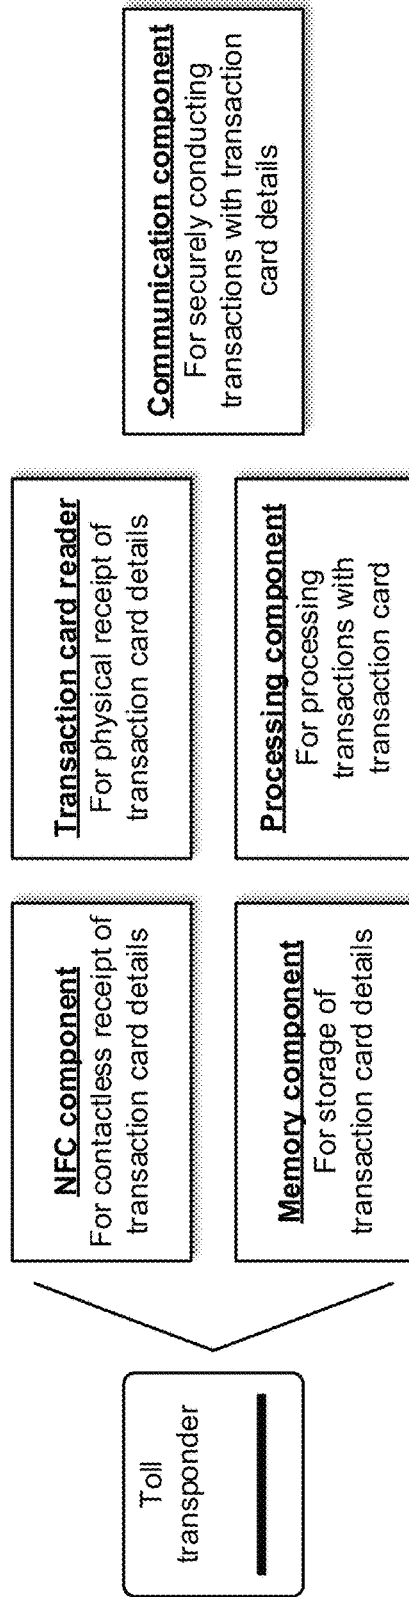 Toll
transponder
NFC component
For contactless receipt of
transaction card details
Transaction card reader
For physical receipt of
transaction card details
Memory component
For storage of
transaction card details
Processing component
For processing
transactions with
transaction card
Communication component
For securely conducting
transactions with transaction
card details